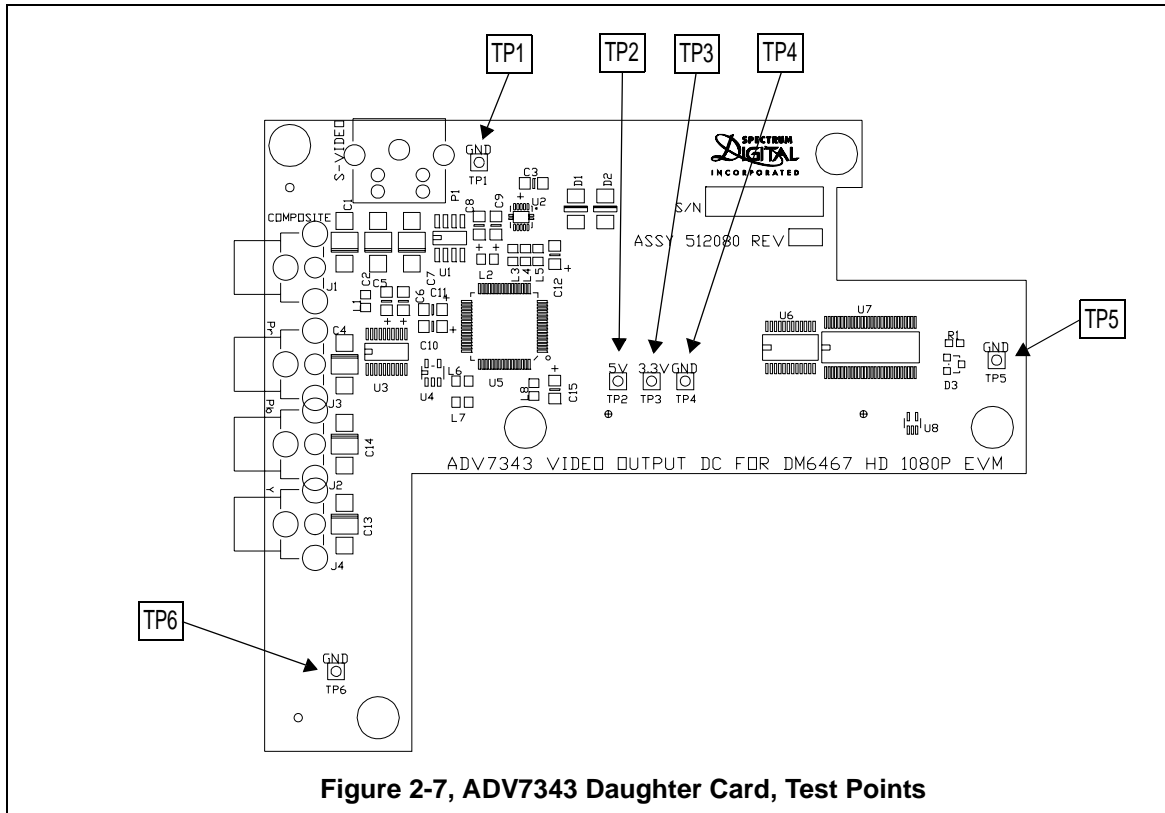 TP1
TP2
TP3
TP4
S-VIDEO
GND
TP1
P1
C3
U2
C8
C9
D1
D2
SPECTRUM
DIGITAL
INCORPORATED
S/N
ASSY 512080 REV
COMPOSITE
C1
J1
C2
C5
C7
U1
L2
L3
L4
L5
C12
L1
C6
C11
C10
Pr
C4
J3
U3
U4
L6
L7
U5
L8
C15
5V
TP2
3.3V
TP3
GND
TP4
U6
U7
R1
D3
GND
TP5
TP5
U8
Pb
C14
J2
ADV7343 VIDEO OUTPUT DC FOR DM6467 HD 1080P EVM
Y
C13
J4
TP6
GND
TP6
Figure 2-7, ADV7343 Daughter Card, Test Points